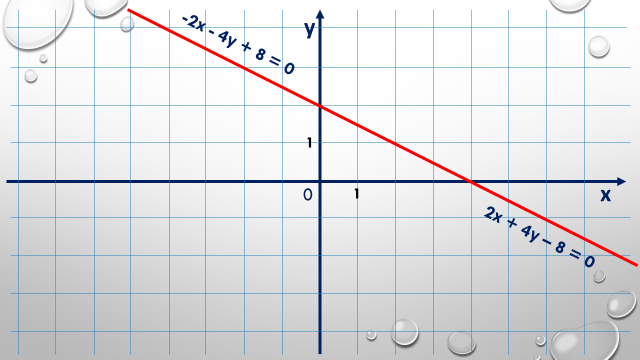 -2x - 4y + 8 = 0
y
1
0
1
x
2x + 4y – 8 = 0